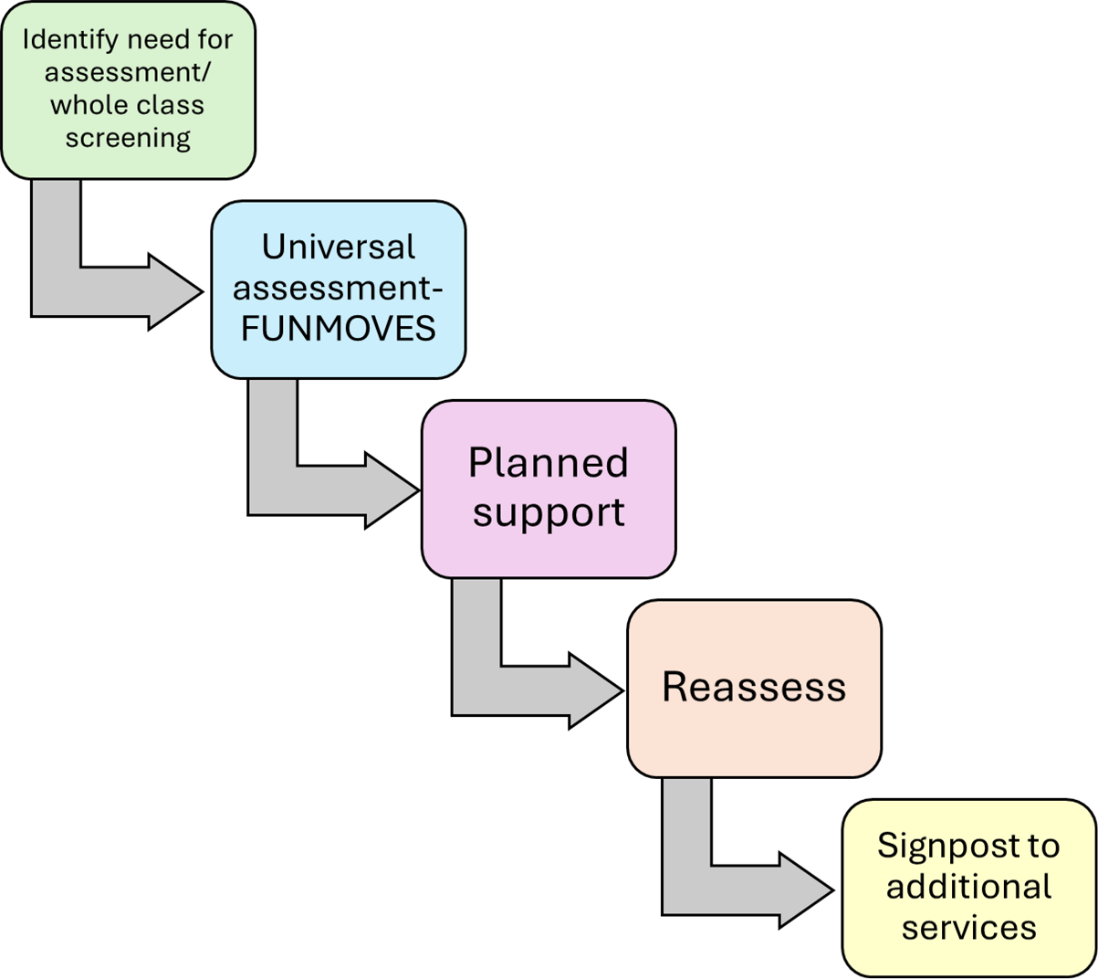 Identify need for
assessment/
whole class
screening
Universal
assessment-
FUNMOVES
Planned
support
Reassess
Signpost to
additional
services